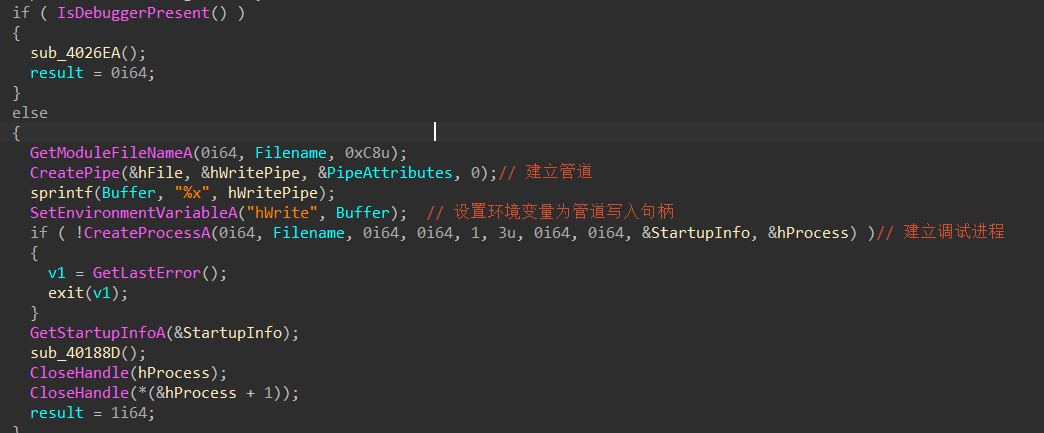 if ( IsDebuggerPresent() )
{
sub_4026EA();
result = 0i64;
}
else
{
GetModuleFileNameA(0i64, Filename, 0xC8u);
CreatePipe(&hFile, &hWritePipe, &PipeAttributes, 0);// 建立管道
sprintf(Buffer, "%x", hWritePipe);
SetEnvironmentVariableA("hWrite", Buffer);  // 设置环境变量为管道写入句柄
if ( !CreateProcessA(0i64, Filename, 0i64, 0i64, 1, 3u, 0i64, 0i64, &StartupInfo, &hProcess) )// 建立调试进程
{
v1 = GetLastError();
exit(v1);
}
GetStartupInfoA(&StartupInfo);
sub_40188D();
CloseHandle(hProcess);
CloseHandle(*(&hProcess + 1));
result = 1i64;
}